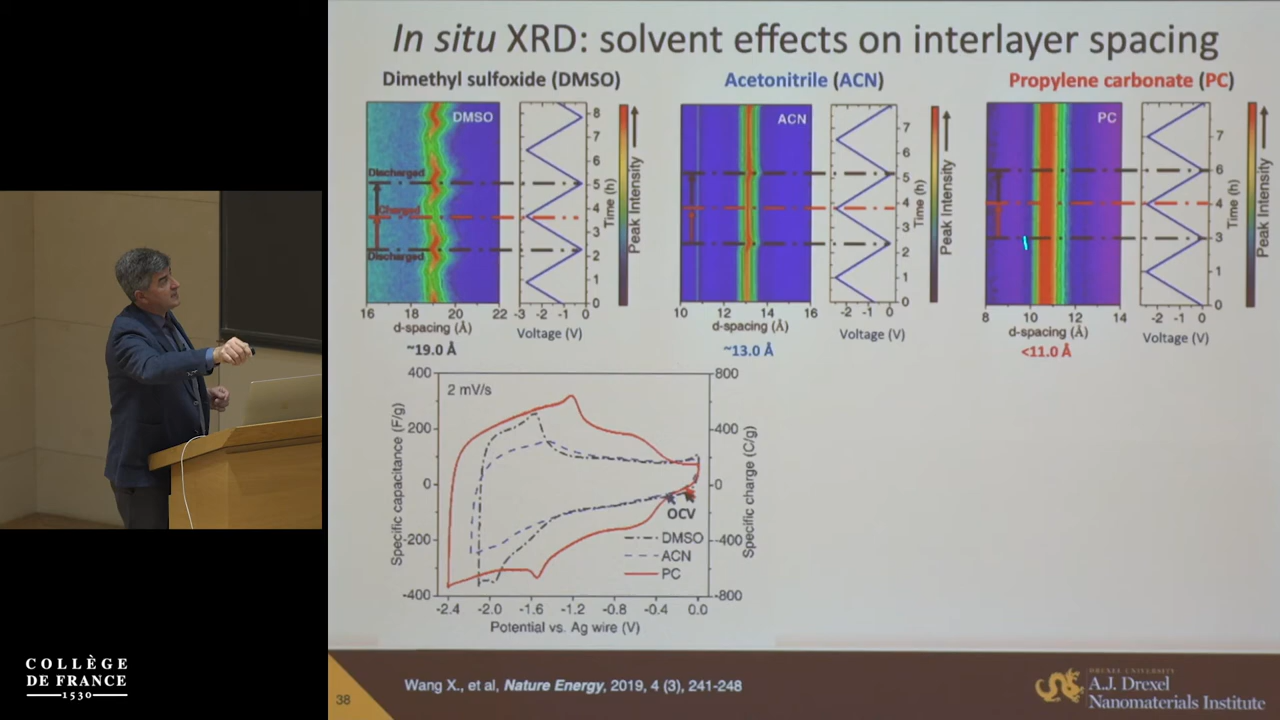 In situ XRD: solvent effects on interlayer spacing
Dimethyl sulfoxide (DMSO)
Acetonitrile (ACN)
Propylene carbonate (PC)
DMSO
Discharged
Charged
Discharged
16 18 20 22
d-spacing (Å)
~19.0 Å
-3 -2 -1 0
Voltage (V)
8
7
6
5
4
3
2
1
0
Time (h)
Peak Intensity
ACN
10 12 14 16
d-spacing (Å)
~13.0 Å
-2 -1 0
Voltage (V)
7
6
5
4
3
2
1
0
Time (h)
Peak Intensity
PC
8 10 12 14
d-spacing (Å)
<11.0 Å
-2 -1 0
Voltage (V)
7
6
4
3
1
0
Time (h)
Peak Intensity
2 mV/s
400
200
0
-200
-400
Specific capacitance (F/g)
800
400
0
-400
-800
Specific charge (C/g)
OCV
DMSO
ACN
PC
-2.4 -2.0 -1.6 -1.2 -0.8 -0.4 0.0
Potential vs. Ag wire (V)
38
Wang X., et al, Nature Energy, 2019, 4 (3), 241-248
DREXEL UNIVERSITY
A.J. Drexel
Nanomaterials Institute
COLLÈGE
DE FRANCE
1530